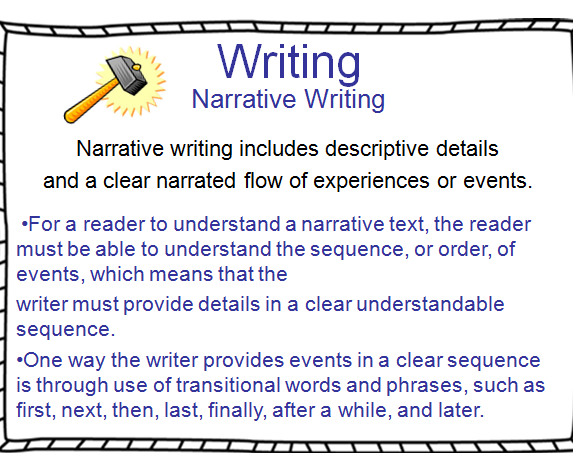 Writing
Narrative Writing
Narrative writing includes descriptive details
and a clear narrated flow of experiences or events.
•For a reader to understand a narrative text, the reader
must be able to understand the sequence, or order, of
events, which means that the
writer must provide details in a clear understandable
sequence.
•One way the writer provides events in a clear sequence
is through use of transitional words and phrases, such as
first, next, then, last, finally, after a while, and later.